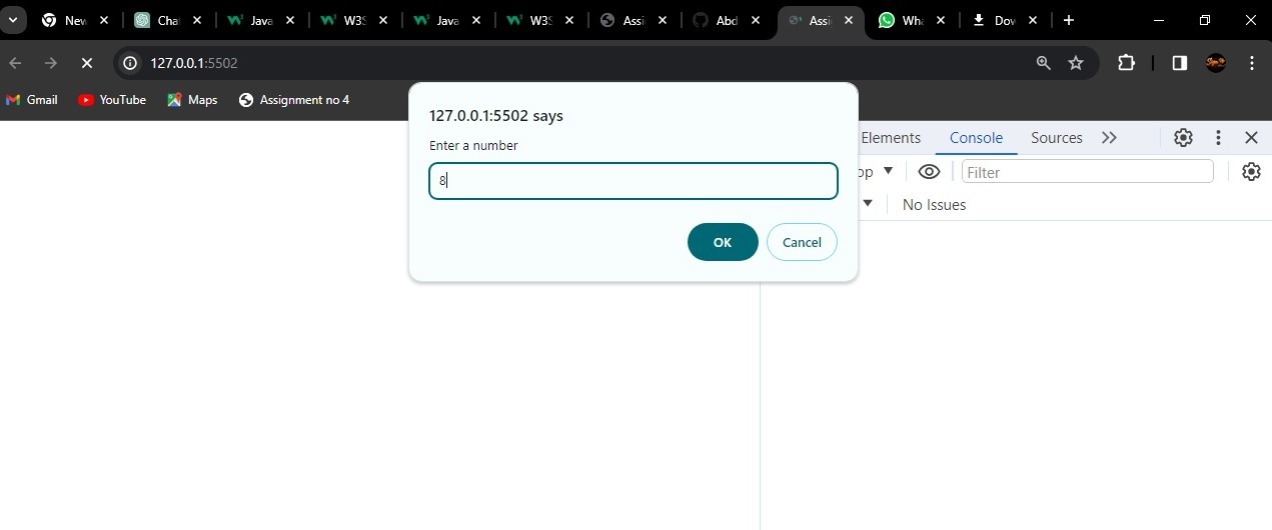 New
Chat
Java
W3S
Java
W3S
Assi
Abd
Assi
Wha
Dow
127.0.0.1:5502
Gmail
YouTube
Maps
Assignment no 4
127.0.0.1:5502 says
Enter a number
8
OK
Cancel
Elements
Console
Sources
op
Filter
No Issues